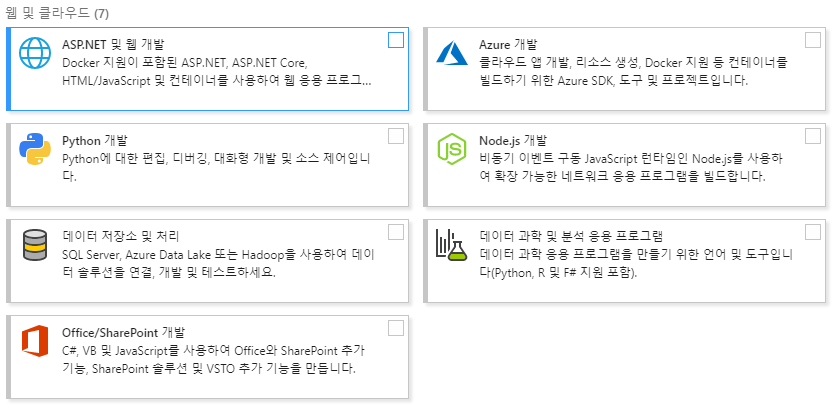 웹 및 클라우드 (7)
ASP.NET 및 웹 개발
Docker 지원이 포함된 ASP.NET, ASP.NET Core,
HTML/JavaScript 및 컨테이너를 사용하여 웹 응용 프로그...
Azure 개발
클라우드 앱 개발, 리소스 생성, Docker 지원 등 컨테이너를
빌드하기 위한 Azure SDK, 도구 및 프로젝트입니다.
Python 개발
Python에 대한 편집, 디버깅, 대화형 개발 및 소스 제어입니
다.
Node.js 개발
비동기 이벤트 구동 JavaScript 런타임인 Node.js를 사용하
여 확장 가능한 네트워크 응용 프로그램을 빌드합니다.
데이터 저장소 및 처리
SQL Server, Azure Data Lake 또는 Hadoop을 사용하여 데이
터 솔루션을 연결, 개발 및 테스트하세요.
데이터 과학 및 분석 응용 프로그램
데이터 과학 응용 프로그램을 만들기 위한 언어 및 도구입니
다(Python, R 및 F# 지원 포함).
Office/SharePoint 개발
C#, VB 및 JavaScript를 사용하여 Office와 SharePoint 추가
기능, SharePoint 솔루션 및 VSTO 추가 기능을 만듭니다.